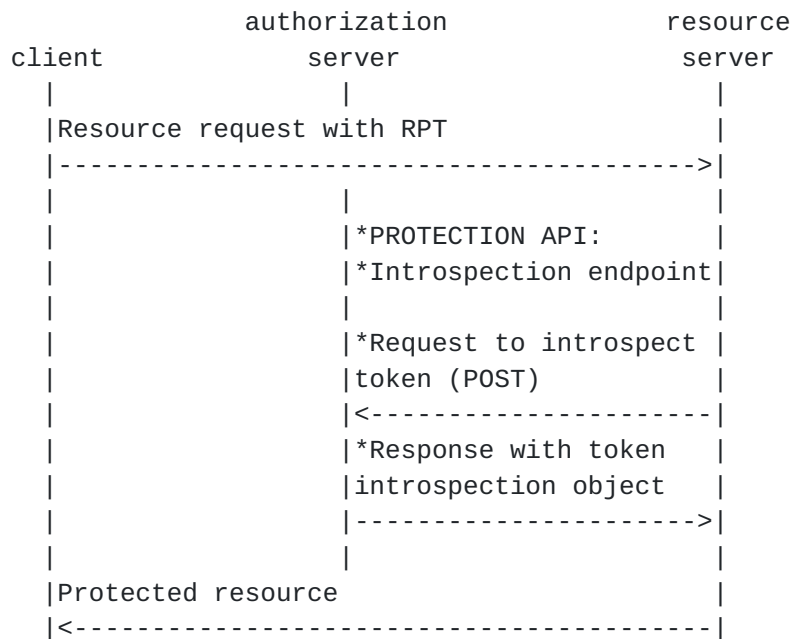 authorization              resource
client             server                  server
  |                  |                       |
  |Resource request with RPT                 |
  |----------------------------------------->|
  |                  |                       |
  |                  |*PROTECTION API:       |
  |                  |*Introspection endpoint|
  |                  |                       |
  |                  |*Request to introspect |
  |                  |token (POST)           |
  |                  |<----------------------|
  |                  |*Response with token   |
  |                  |introspection object   |
  |                  |---------------------->|
  |                  |                       |
  |Protected resource                        |
  |<-----------------------------------------|